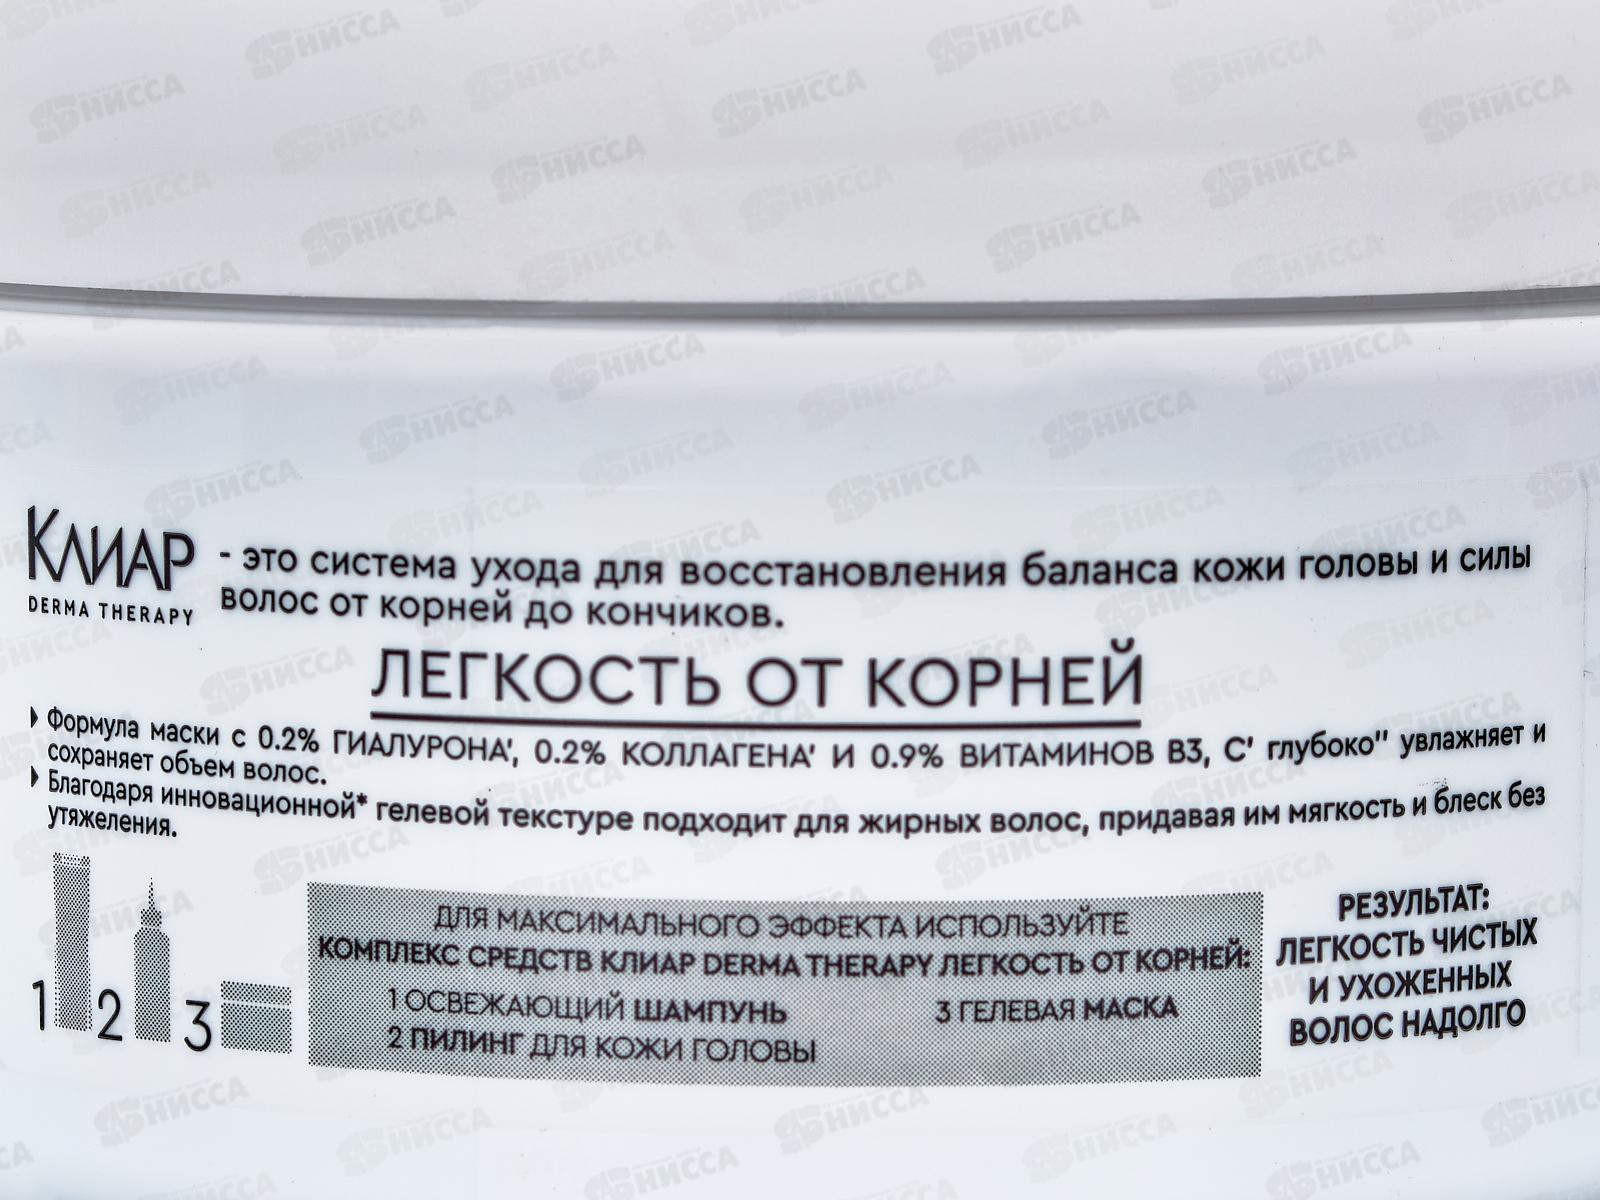 КЛИАР
DERMA THERAPY
- это система ухода для восстановления баланса кожи головы и силы
волос от корней до кончиков.
ЛЕГКОСТЬ ОТ КОРНЕЙ
Формула маски с 0.2% ГИАЛУРОНА', 0.2% КОЛЛАГЕНА' И 0.9% ВИТАМИНОВ В3, С' глубоко'' увлажняет и
сохраняет объем волос.
Благодаря инновационной* гелевой текстуре подходит для жирных волос, придавая им мягкость и блеск без
утяжеления.
1 2 3
ДЛЯ МАКСИМАЛЬНОГО ЭФФЕКТА ИСПОЛЬЗУЙТЕ
КОМПЛЕКС СРЕДСТВ КЛИАР DERMA THERAPY ЛЕГКОСТЬ ОТ КОРНЕЙ:
1 ОСВЕЖАЮЩИЙ ШАМПУНЬ
2 ПИЛИНГ ДЛЯ КОЖИ ГОЛОВЫ
3 ГЕЛЕВАЯ МАСКА
РЕЗУЛЬТАТ:
ЛЕГКОСТЬ ЧИСТЫХ
И УХОЖЕННЫХ
ВОЛОС НАДОЛГО
НИССА